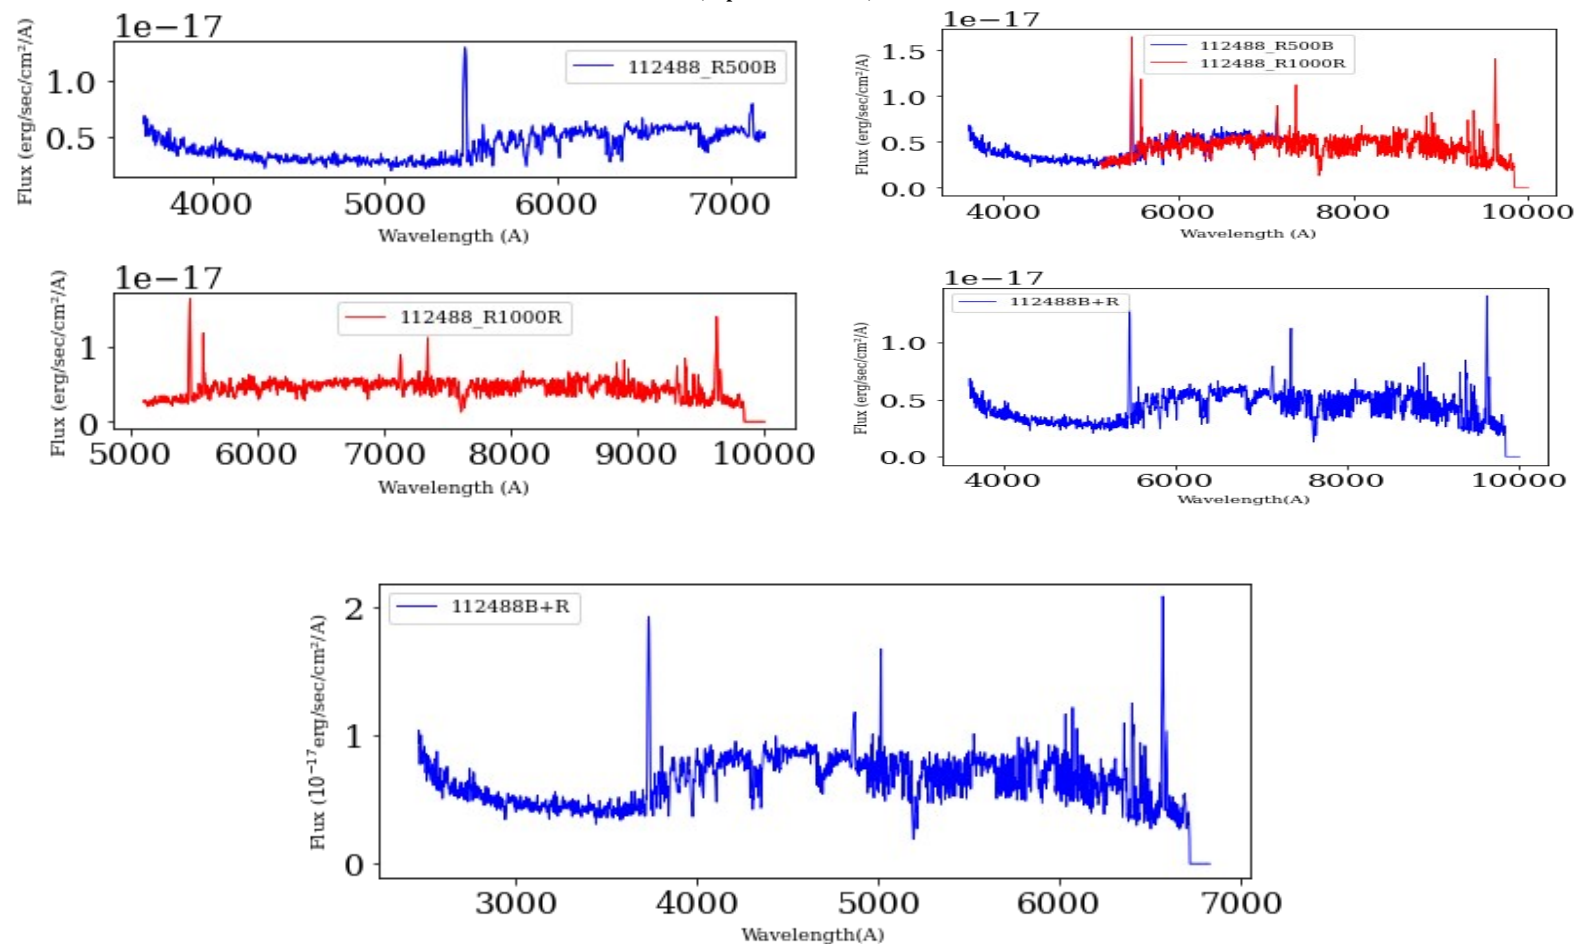 1e−17
Flux (erg/sec/cm²/A)
1.0
0.5
112488_R500B
4000 5000 6000 7000
Wavelength (A)
1e−17
Flux (erg/sec/cm²/A)
1.5
1.0
0.5
0.0
112488_R500B
112488_R1000R
4000 6000 8000 10000
Wavelength (A)
1e−17
Flux (erg/sec/cm²/A)
1
0
112488_R1000R
5000 6000 7000 8000 9000 10000
Wavelength (A)
1e−17
Flux (erg/sec/cm²/A)
1.0
0.5
0.0
112488B+R
4000 6000 8000 10000
Wavelength(A)
Flux (10⁻¹⁷erg/sec/cm²/A)
2
1
0
112488B+R
3000 4000 5000 6000 7000
Wavelength(A)